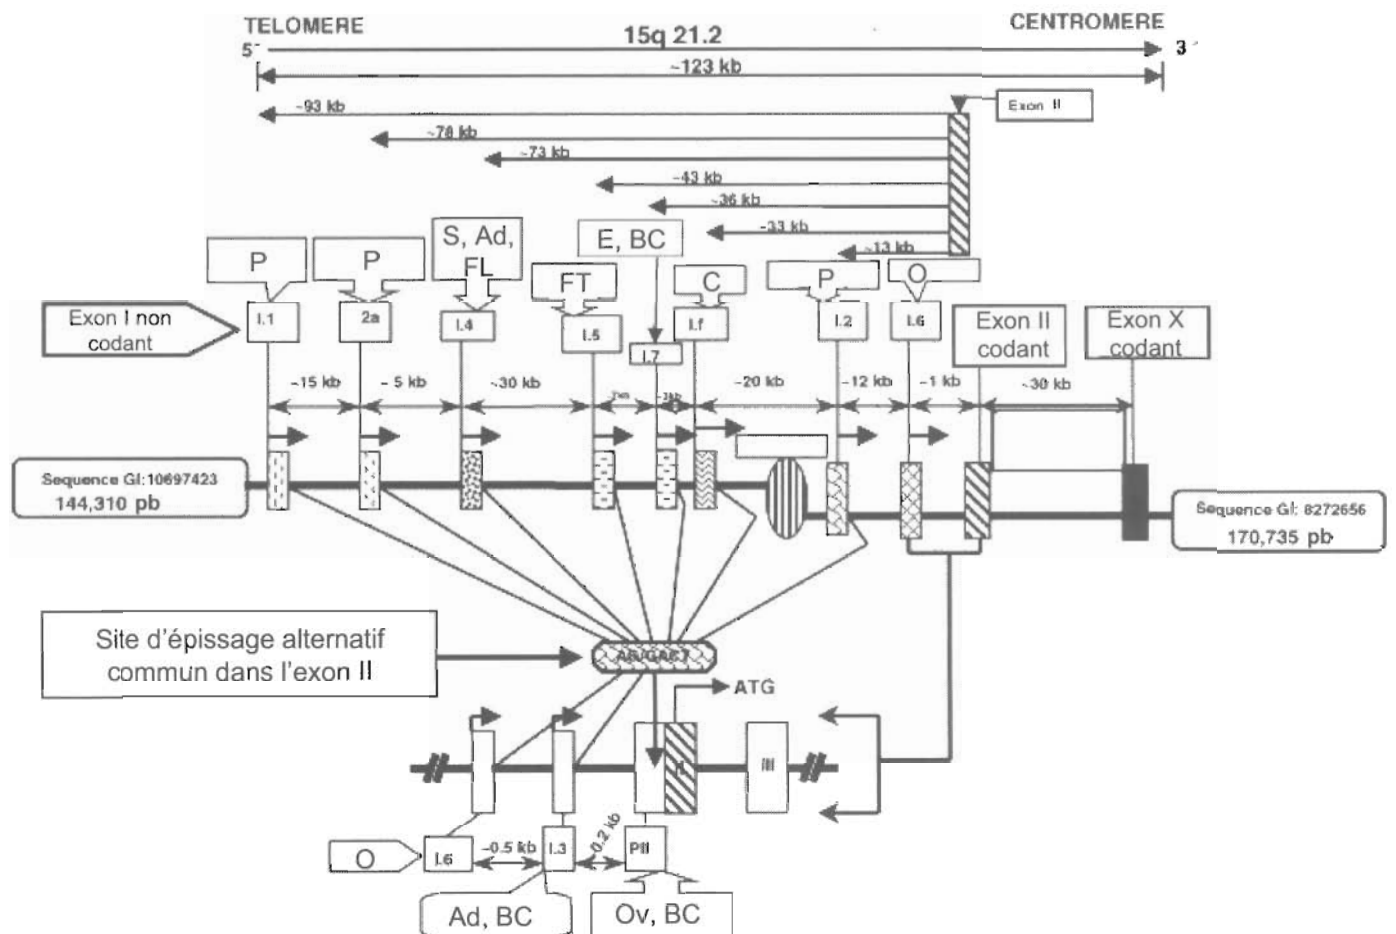 TELOMERE
CENTROMERE
15q 21.2
5´
3´
~123 kb
~93 kb
Exon II
~78 kb
~73 kb
~43 kb
~36 kb
~33 kb
~13 kb
P
P
S, Ad,
FL
FT
E, BC
C
P
O
Exon I non
codant
I.1
2a
I.4
I.5
I.7
I.f
I.2
I.6
Exon II
codant
Exon X
codant
~15 kb
~ 5 kb
~30 kb
~20 kb
~12 kb
~1 kb
~30 kb
Sequence GI:10697423
144,310 pb
Sequence GI: 8272656
170,735 pb
Site d'épissage alternatif
commun dans l'exon II
ATG
II
III
O
I.6
~0.5 kb
I.3
~0.2 kb
PII
Ad, BC
Ov, BC